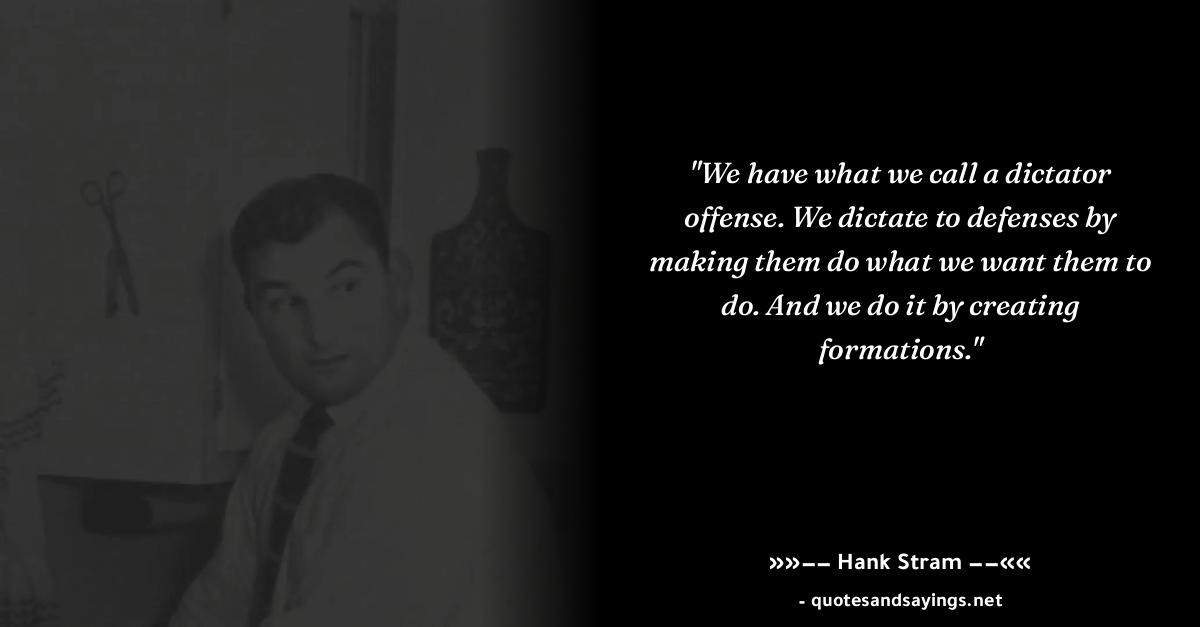 "We have what we call a dictator
offense. We dictate to defenses by
making them do what we want them to
do. And we do it by creating
formations."
»»−− Hank Stram −−««
- quotesandsayings.net